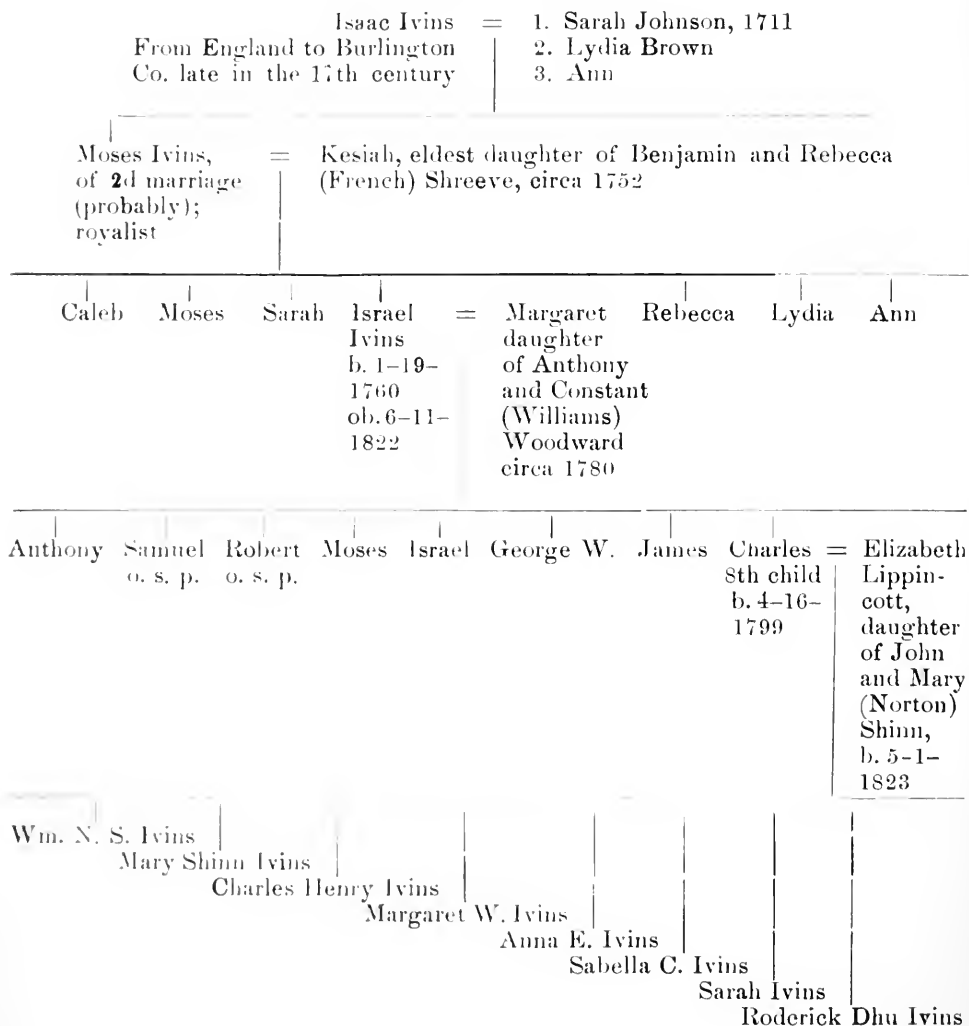 Isaac Ivins = 1. Sarah Johnson, 1711
From England to Burlington 2. Lydia Brown
Co. late in the 17th century 3. Ann
Moses Ivins, = Kesiah, eldest daughter of Benjamin and Rebecca
of 2d marriage (French) Shreeve, circa 1752
(probably);
royalist
Caleb Moses Sarah Israel = Margaret Rebecca Lydia Ann
Ivins daughter
b. 1–19– of Anthony
1760 and Constant
ob. 6–11– (Williams)
1822 Woodward
circa 1780
Anthony Samuel Robert Moses Israel George W. James Charles = Elizabeth
o. s. p. o. s. p. 8th child Lippin-
b. 4–16– cott,
1799 daughter
of John
and Mary
(Norton)
Shinn,
b. 5–1–
1823
Wm. N. S. Ivins
Mary Shinn Ivins
Charles Henry Ivins
Margaret W. Ivins
Anna E. Ivins
Sabella C. Ivins
Sarah Ivins
Roderick Dhu Ivins